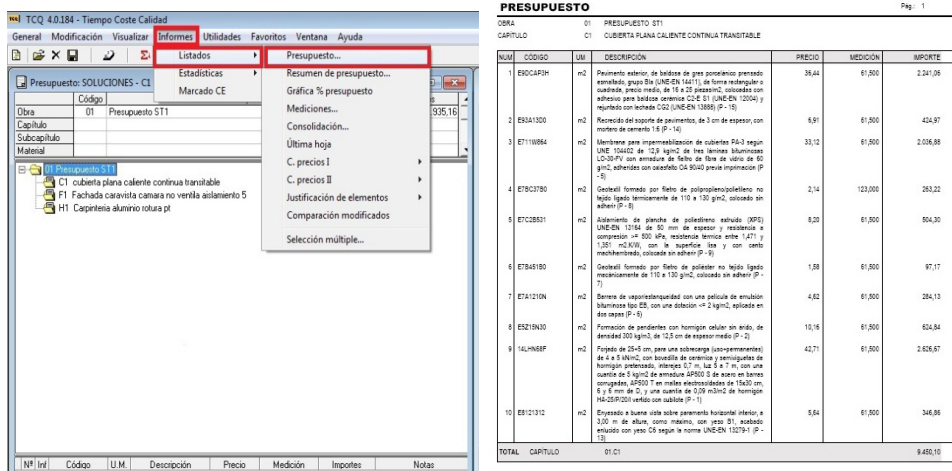 TCQ 4.0.184 - Tiempo Coste Calidad
General Modificación Visualizar Informes Utilidades Favoritos Ventana Ayuda
Listados
Estadísticas
Marcado CE
Presupuesto...
Resumen de presupuesto...
Gráfica % presupuesto
Mediciones...
Consolidación...
Última hoja
C. precios I
C. precios II
Justificación de elementos
Comparación modificados
Selección múltiple...
Presupuesto: SOLUCIONES - C1
Código
Obra 01 Presupuesto ST1 .935,16
Capítulo
Subcapítulo
Material
01 Presupuesto ST1
C1 cubierta plana caliente continua transitable
F1 Fachada caravista camara no ventila aislamiento 5
H1 Carpinteria aluminio rotura pt
Nº Inf Código U.M. Descripción Precio Medición Importes Notas
PRESUPUESTO Pág.: 1
OBRA 01 PRESUPUESTO ST1
CAPÍTULO C1 CUBIERTA PLANA CALIENTE CONTINUA TRANSITABLE
NUM CÓDIGO UM DESCRIPCIÓN PRECIO MEDICIÓN IMPORTE
1 E9DCAP3H m2 Pavimento exterior, de baldosa de gres porcelánico prensado 36,44 61,500 2.241,06
esmaltado, grupo BIa (UNE-EN 14411), de forma rectangular o
cuadrada, precio medio, de 16 a 25 piezas/m2, colocadas con
adhesivo para baldosa cerámica C2-E S1 (UNE-EN 12004) y
rejuntado con lechada CG2 (UNE-EN 13888) (P - 15)
2 E93A13D0 m2 Recrecido del soporte de pavimentos, de 3 cm de espesor, con 6,91 61,500 424,97
mortero de cemento 1:6 (P - 14)
3 E711W864 m2 Membrana para impermeabilización de cubiertas PA-3 según 33,12 61,500 2.036,88
UNE 104402 de 12,9 kg/m2 de tres láminas bituminosas
LO-30-FV con armadura de fieltro de fibra de vidrio de 60
g/m2, adheridas con oxiasfalto OA 90/40 previa imprimación (P
- 5)
4 E7BC37B0 m2 Geotextil formado por fieltro de polipropileno/polietileno no 2,14 123,000 263,22
tejido ligado térmicamente de 110 a 130 g/m2, colocado sin
adherir (P - 8)
5 E7C2B531 m2 Aislamiento de plancha de poliestireno extruido (XPS) 8,20 61,500 504,30
UNE-EN 13164 de 50 mm de espesor y resistencia a
compresión >= 500 kPa, resistencia térmica entre 1,471 y
1,351 m2.K/W, con la superficie lisa y con canto
machihembrado, colocada sin adherir (P - 9)
6 E7B451B0 m2 Geotextil formado por fieltro de poliéster no tejido ligado 1,58 61,500 97,17
mecánicamente de 110 a 130 g/m2, colocado sin adherir (P -
7)
7 E7A1210N m2 Barrera de vapor/estanqueidad con una película de emulsión 4,62 61,500 284,13
bituminosa tipo EB, con una dotación <= 2 kg/m2, aplicada en
dos capas (P - 6)
8 E5Z15N30 m2 Formación de pendientes con hormigón celular sin arido, de 10,16 61,500 624,84
densidad 300 kg/m3, de 12,5 cm de espesor medio (P - 2)
9 14LHN68F m2 Forjado de 25+5 cm, para una sobrecarga (uso+permanentes) 42,71 61,500 2.626,67
de 4 a 5 kN/m2, con bovedilla de cerámica y semiviguetas de
hormigón pretensado, interejes 0,7 m, luz 5 a 7 m, con una
cuantía de 5 kg/m2 de armadura AP500 S de acero en barras
corrugadas, AP500 T en mallas electrosoldadas de 15x30 cm,
6 y 6 mm de D, y una cuantía de 0,09 m3/m2 de hormigón
HA-25/P/20/I vertido con cubilote (P - 1)
10 E8121312 m2 Enyesado a buena vista sobre paramento horizontal interior, a 5,64 61,500 346,86
3,00 m de altura, como máximo, con yeso B1, acabado
enlucido con yeso C6 según la norma UNE-EN 13279-1 (P -
13)
TOTAL CAPÍTULO 01.C1 9.450,10